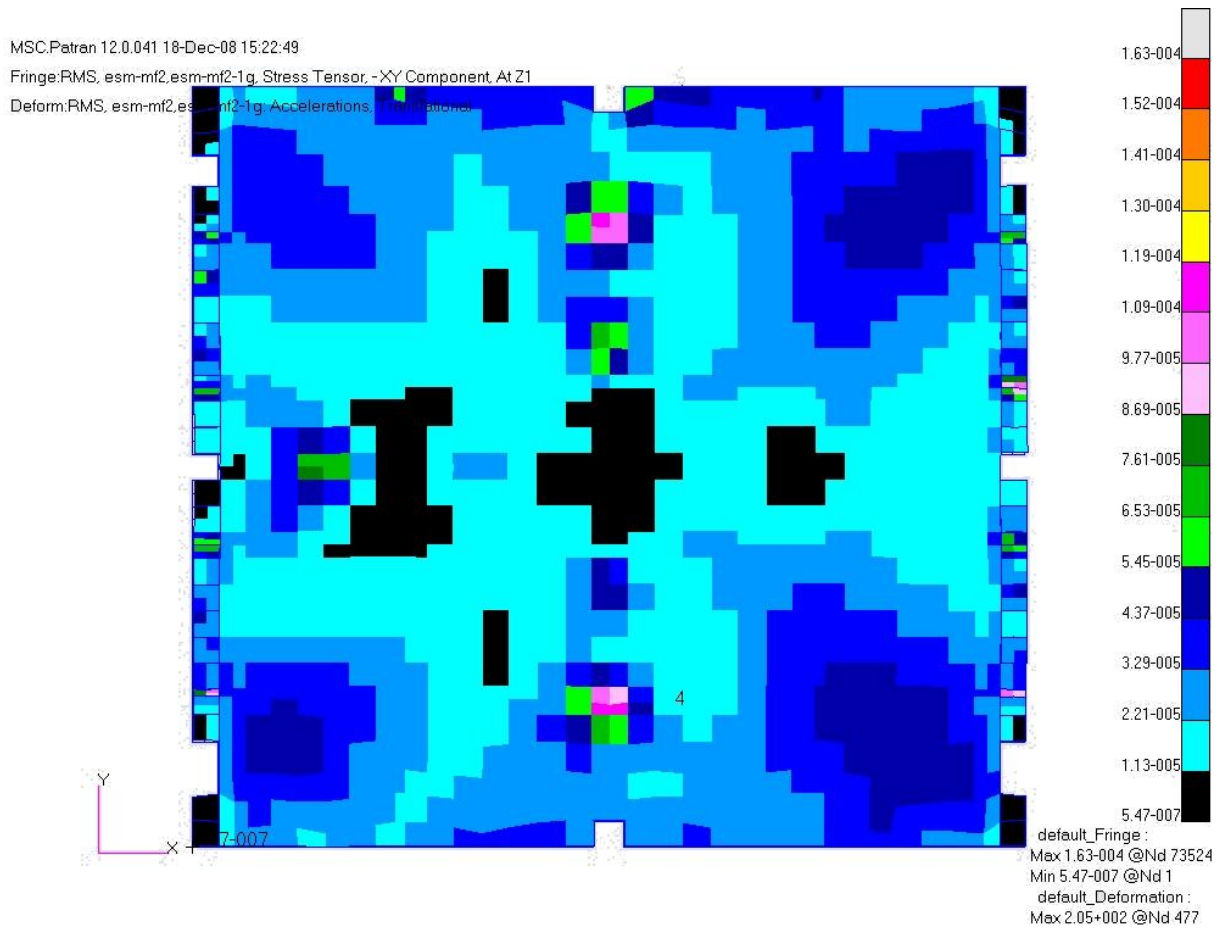 MSC.Patran 12.0.041 18-Dec-08 15:22:49
Fringe:RMS, esm-mf2,esm-mf2-1g, Stress Tensor, -XY Component, At Z1
Deform:RMS, esm-mf2,esm-mf2-1g, Accelerations, Translational
1.63-004
1.52-004
1.41-004
1.30-004
1.19-004
1.09-004
9.77-005
8.69-005
7.61-005
6.53-005
5.45-005
4.37-005
3.29-005
2.21-005
1.13-005
5.47-007
4
Y
X
7-007
default_Fringe :
Max 1.63-004 @Nd 73524
Min 5.47-007 @Nd 1
default_Deformation :
Max 2.05+002 @Nd 477